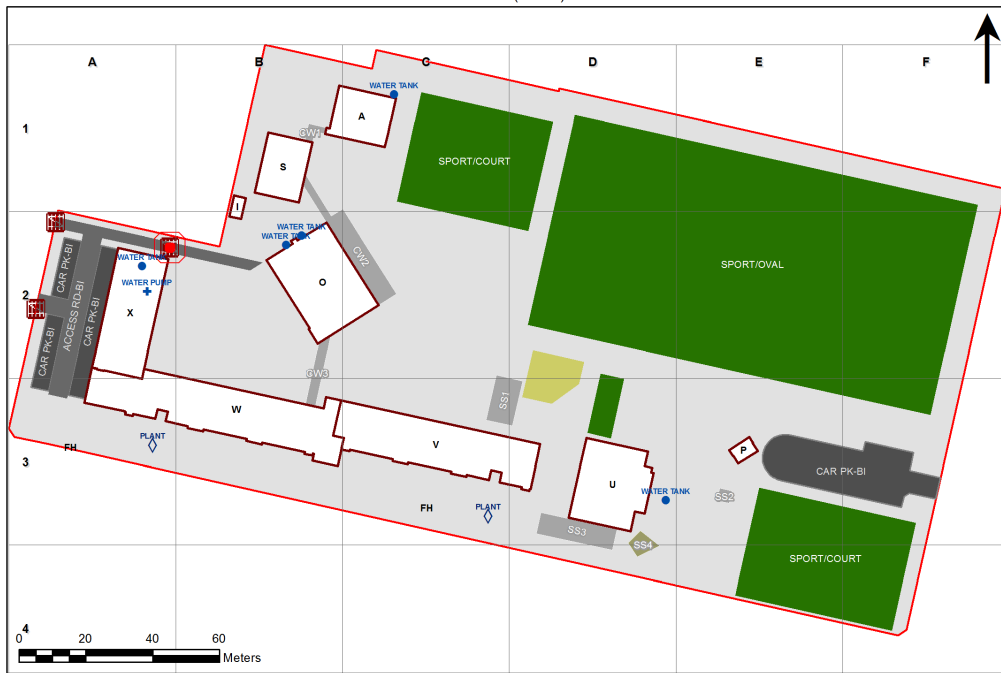 A B C D E F
WATER TANK
1
A
CW1
SPORT/COURT
S
I
WATER TANK
WATER TANK
CW2
WATER TANK
WATER PUMP
CAR PK-BI
ACCESS RD-BI
CAR PK-BI
CAR PK-BI
2
X
O
SPORT/OVAL
CW3
SS1
W
V
PLANT
FH
3
P
CAR PK-BI
U
WATER TANK
SS2
FH
PLANT
SS3
SS4
SPORT/COURT
4
0 20 40 60
Meters